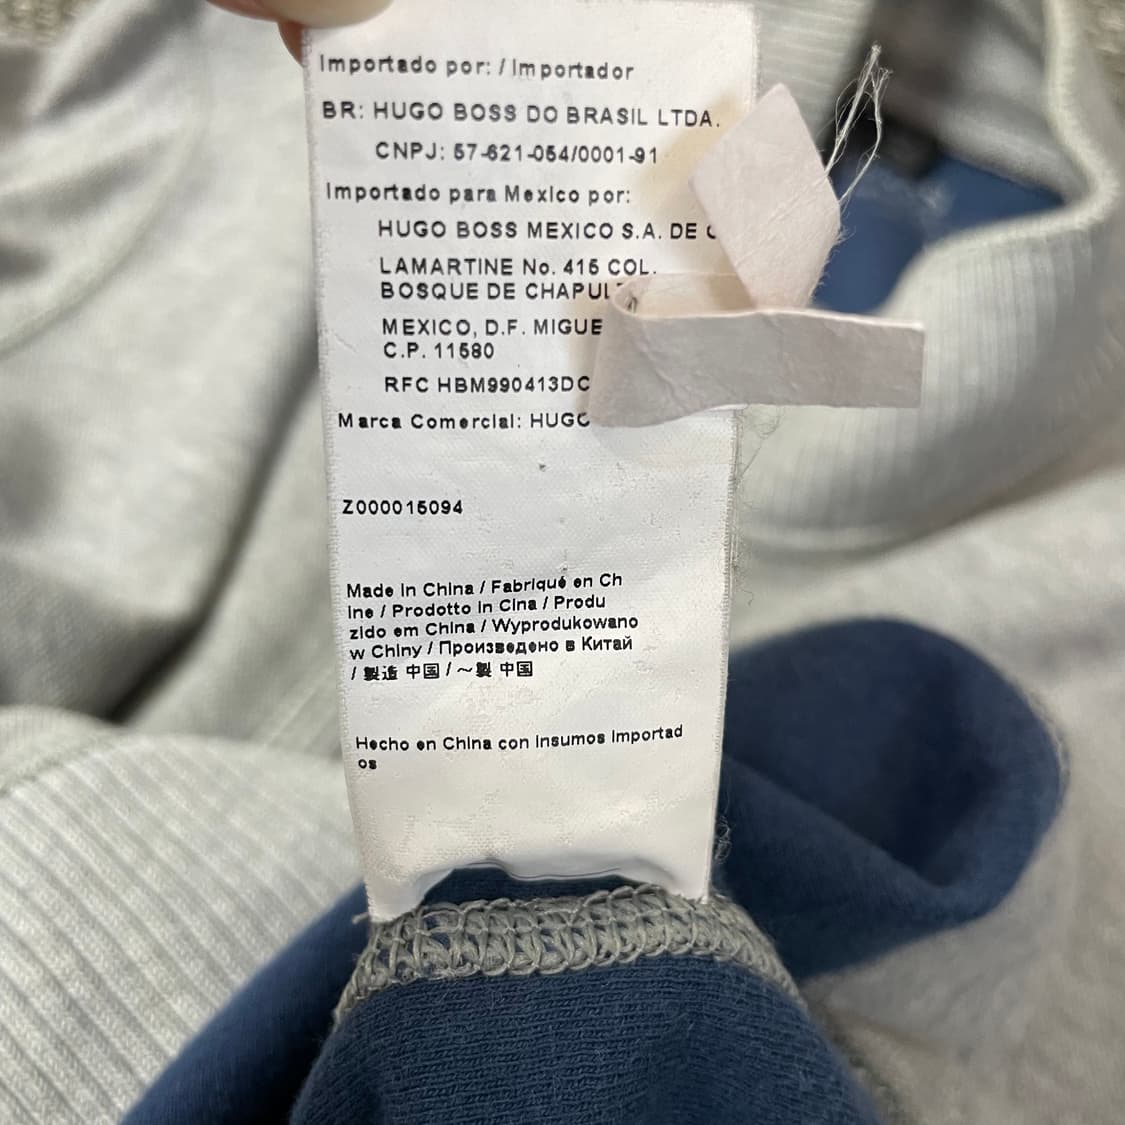 Importado por: / Importador
BR: HUGO BOSS DO BRASIL LTDA.
CNPJ: 57-621-054/0001-91
Importado para Mexico por:
HUGO BOSS MEXICO S.A. DE C
LAMARTINE No. 415 COL.
BOSQUE DE CHAPUL
MEXICO, D.F. MIGUE
C.P. 11580
RFC HBM990413DC
Marca Comercial: HUGO
Z000015094
Made in China / Fabriqué en Ch
ine / Prodotto in Cina / Produ
zido em China / Wyprodukowano
w Chiny / Произведено в Китай
/ 製造 中国 / ～製 中国
Hecho en China con insumos importad
os